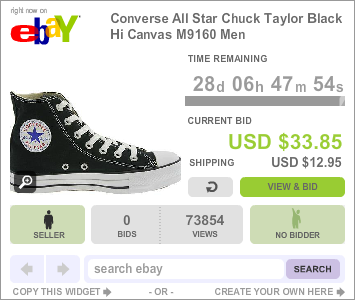 right now on
ebaY
Converse All Star Chuck Taylor Black
Hi Canvas M9160 Men
TIME REMAINING
28d 06h 47m 54s
CURRENT BID
USD $33.85
SHIPPING USD $12.95
VIEW & BID
SELLER
0
BIDS
73854
VIEWS
NO BIDDER
search ebay
SEARCH
COPY THIS WIDGET - OR - CREATE YOUR OWN HERE